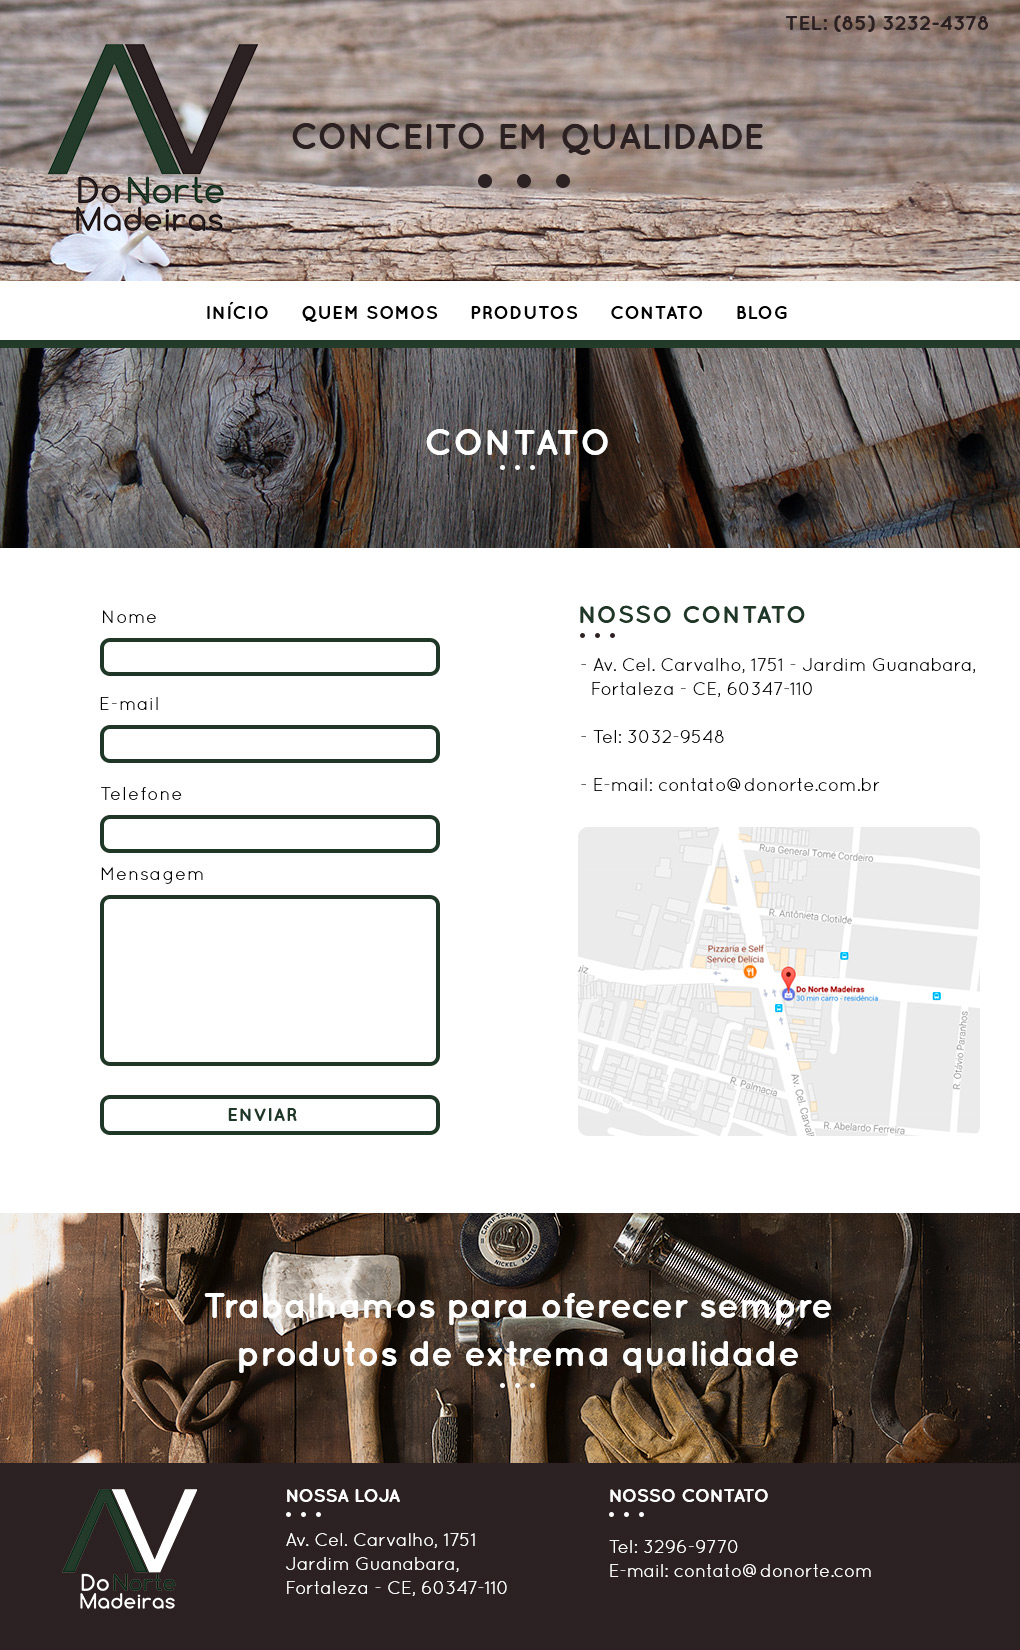 TEL: (85) 3232-4378
AV
Do Norte
Madeiras
CONCEITO EM QUALIDADE
INÍCIO QUEM SOMOS PRODUTOS CONTATO BLOG
CONTATO
Nome
E-mail
Telefone
Mensagem
ENVIAR
NOSSO CONTATO
- Av. Cel. Carvalho, 1751 - Jardim Guanabara,
Fortaleza - CE, 60347-110
- Tel: 3032-9548
- E-mail: contato@donorte.com.br
Rua General Tomé Cordeiro
R. Antônieta Clotilde
Pizzaria e Self
Service Delícia
Do Norte Madeiras
30 min carro - residência
R. Otávio Paranhos
R. Palmacia
Av. Cel. Carval
R. Abelardo Ferreira
CRAFTSMAN
NICKEL PLATED
Trabalhamos para oferecer sempre
produtos de extrema qualidade
AV
Do Norte
Madeiras
NOSSA LOJA
Av. Cel. Carvalho, 1751
Jardim Guanabara,
Fortaleza - CE, 60347-110
NOSSO CONTATO
Tel: 3296-9770
E-mail: contato@donorte.com